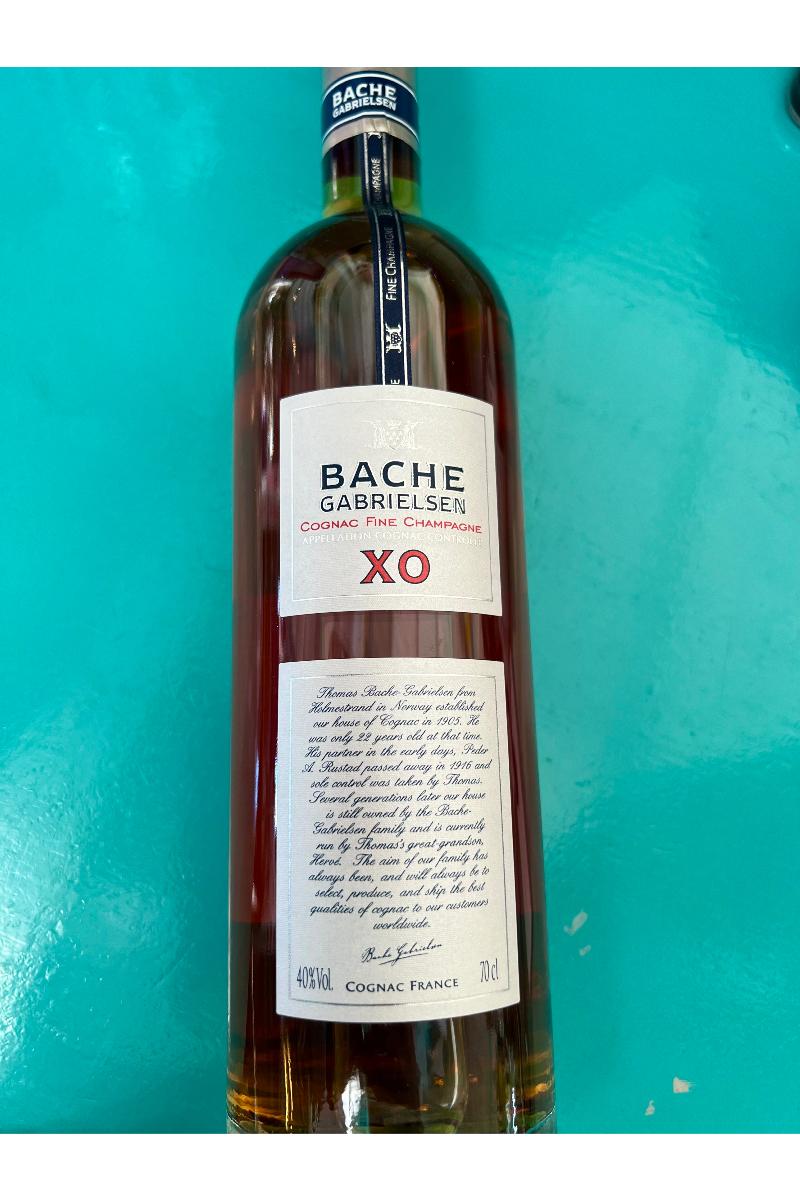 BACHE
GABRIELSEN
CHAMPAGNE
FINE CHAMPAGNE
BACHE
GABRIELSEN
COGNAC FINE CHAMPAGNE
APPELLATION COGNAC CONTRÔLÉE
XO
Thomas Bache-Gabrielsen from
Holmestrand in Norway established
our house of Cognac in 1905. He
was only 22 years old at that time.
His partner in the early days, Peder
A. Rustad passed away in 1916 and
sole control was taken by Thomas.
Several generations later our house
is still owned by the Bache-
Gabrielsen family and is currently
run by Thomas's great-grandson,
Hervé. The aim of our family has
always been, and will always be to
select, produce, and ship the best
qualities of cognac to our customers
worldwide.
Bache Gabrielsen
40%Vol. COGNAC FRANCE 70 cl